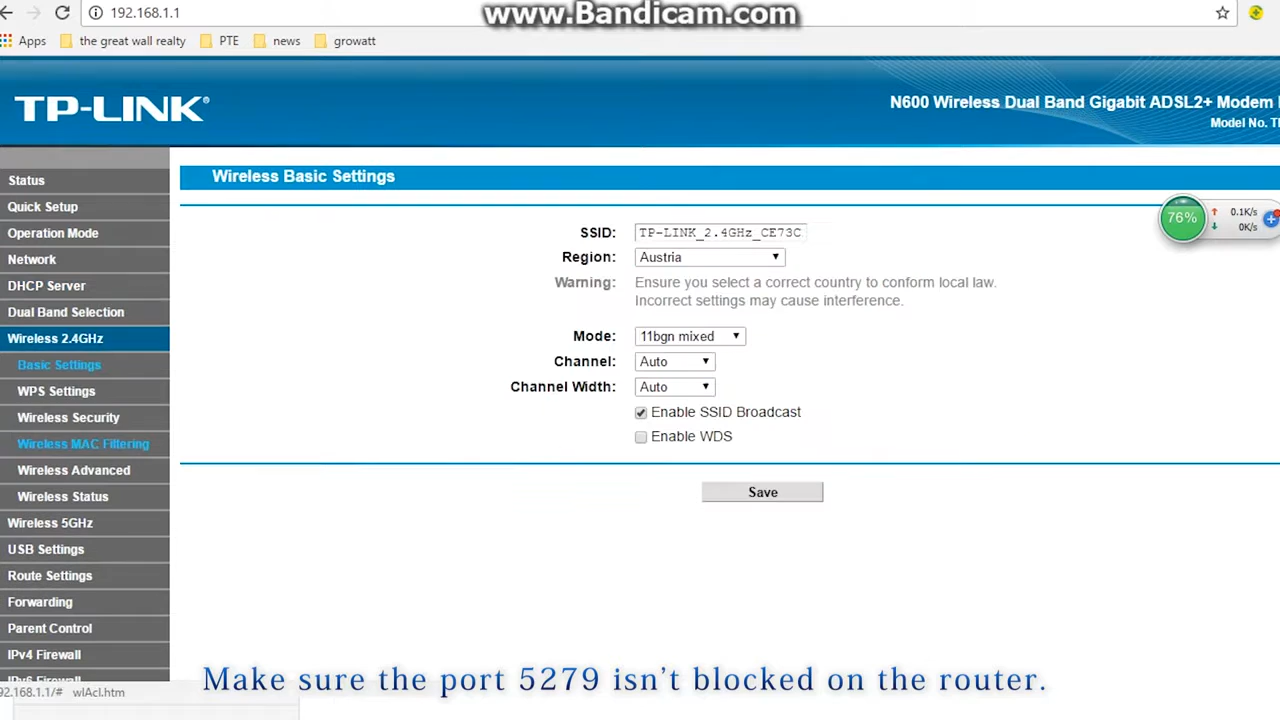 192.168.1.1
www.Bandicam.com
Apps the great wall realty PTE news growatt
TP-LINK®
N600 Wireless Dual Band Gigabit ADSL2+ Modem
Model No.
Status
Quick Setup
Operation Mode
Network
DHCP Server
Dual Band Selection
Wireless 2.4GHz
Basic Settings
WPS Settings
Wireless Security
Wireless MAC Filtering
Wireless Advanced
Wireless Status
Wireless 5GHz
USB Settings
Route Settings
Forwarding
Parent Control
IPv4 Firewall
Wireless Basic Settings
SSID: TP-LINK_2.4GHz_CE73C
Region: Austria
Warning: Ensure you select a correct country to conform local law.
Incorrect settings may cause interference.
Mode: 11bgn mixed
Channel: Auto
Channel Width: Auto
Enable SSID Broadcast
Enable WDS
Save
76%
0.1K/s
0K/s
192.168.1.1/# wlAcl.htm
Make sure the port 5279 isn't blocked on the router.